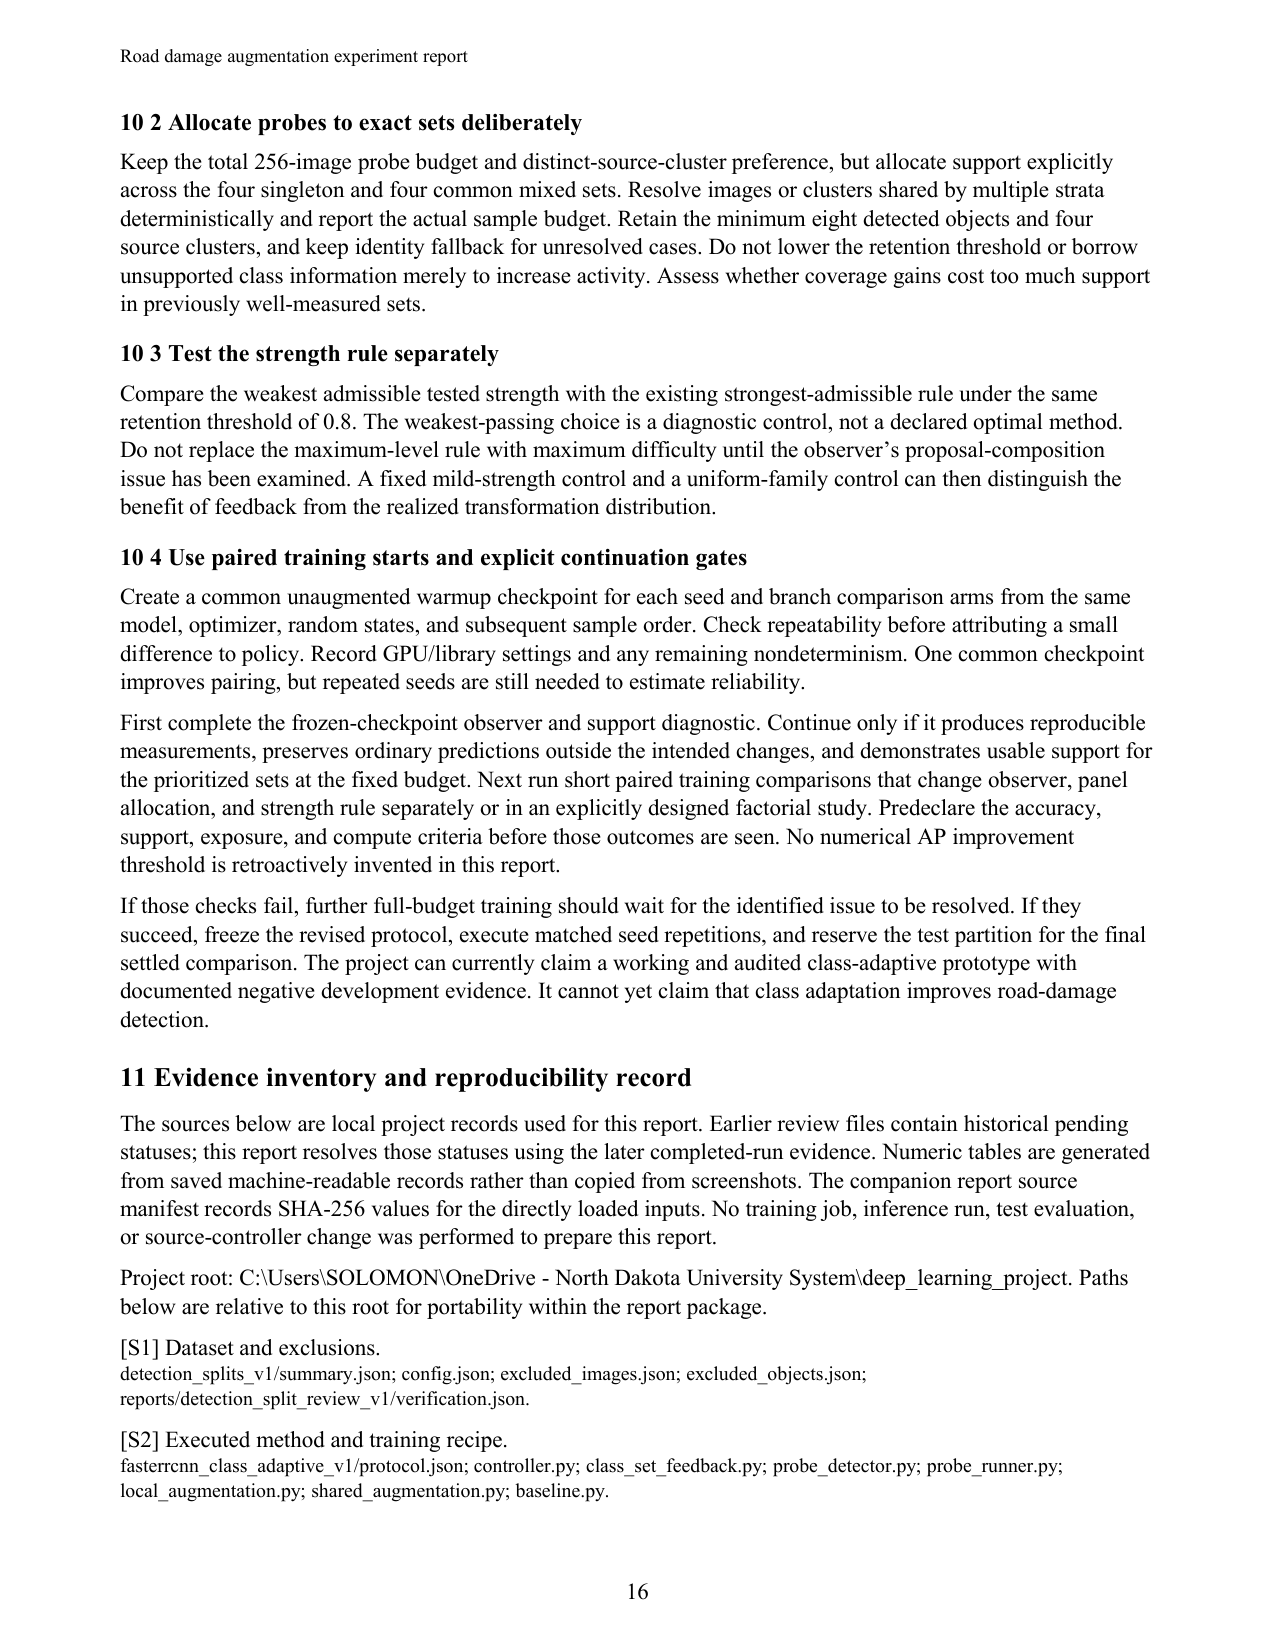 Road damage augmentation experiment report
10 2 Allocate probes to exact sets deliberately
Keep the total 256-image probe budget and distinct-source-cluster preference, but allocate support explicitly
across the four singleton and four common mixed sets. Resolve images or clusters shared by multiple strata
deterministically and report the actual sample budget. Retain the minimum eight detected objects and four
source clusters, and keep identity fallback for unresolved cases. Do not lower the retention threshold or borrow
unsupported class information merely to increase activity. Assess whether coverage gains cost too much support
in previously well-measured sets.
10 3 Test the strength rule separately
Compare the weakest admissible tested strength with the existing strongest-admissible rule under the same
retention threshold of 0.8. The weakest-passing choice is a diagnostic control, not a declared optimal method.
Do not replace the maximum-level rule with maximum difficulty until the observer’s proposal-composition
issue has been examined. A fixed mild-strength control and a uniform-family control can then distinguish the
benefit of feedback from the realized transformation distribution.
10 4 Use paired training starts and explicit continuation gates
Create a common unaugmented warmup checkpoint for each seed and branch comparison arms from the same
model, optimizer, random states, and subsequent sample order. Check repeatability before attributing a small
difference to policy. Record GPU/library settings and any remaining nondeterminism. One common checkpoint
improves pairing, but repeated seeds are still needed to estimate reliability.
First complete the frozen-checkpoint observer and support diagnostic. Continue only if it produces reproducible
measurements, preserves ordinary predictions outside the intended changes, and demonstrates usable support for
the prioritized sets at the fixed budget. Next run short paired training comparisons that change observer, panel
allocation, and strength rule separately or in an explicitly designed factorial study. Predeclare the accuracy,
support, exposure, and compute criteria before those outcomes are seen. No numerical AP improvement
threshold is retroactively invented in this report.
If those checks fail, further full-budget training should wait for the identified issue to be resolved. If they
succeed, freeze the revised protocol, execute matched seed repetitions, and reserve the test partition for the final
settled comparison. The project can currently claim a working and audited class-adaptive prototype with
documented negative development evidence. It cannot yet claim that class adaptation improves road-damage
detection.
11 Evidence inventory and reproducibility record
The sources below are local project records used for this report. Earlier review files contain historical pending
statuses; this report resolves those statuses using the later completed-run evidence. Numeric tables are generated
from saved machine-readable records rather than copied from screenshots. The companion report source
manifest records SHA-256 values for the directly loaded inputs. No training job, inference run, test evaluation,
or source-controller change was performed to prepare this report.
Project root: C:\Users\SOLOMON\OneDrive - North Dakota University System\deep_learning_project. Paths
below are relative to this root for portability within the report package.
[S1] Dataset and exclusions.
detection_splits_v1/summary.json; config.json; excluded_images.json; excluded_objects.json;
reports/detection_split_review_v1/verification.json.
[S2] Executed method and training recipe.
fasterrcnn_class_adaptive_v1/protocol.json; controller.py; class_set_feedback.py; probe_detector.py; probe_runner.py;
local_augmentation.py; shared_augmentation.py; baseline.py.
16